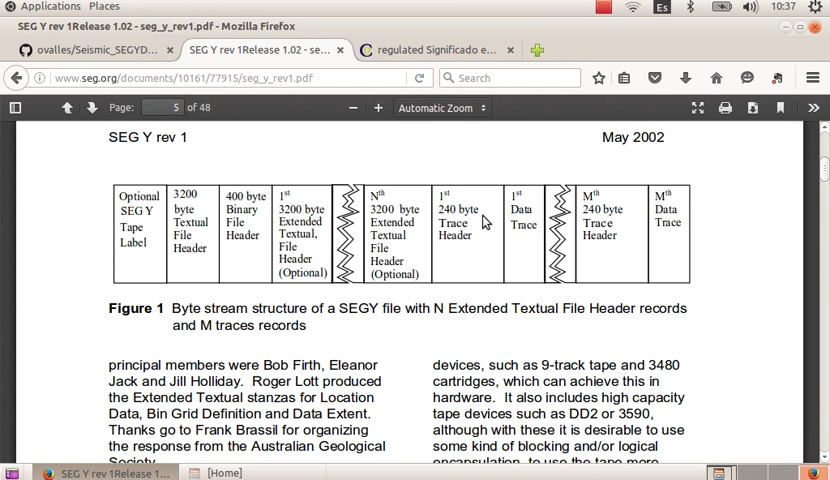 Applications Places
Es
10:37
SEG Y rev 1Release 1.02 - seg_y_rev1.pdf - Mozilla Firefox
ovalles/Seismic_SEGYD...
SEG Y rev 1Release 1.02 - se...
regulated Significado e...
www.seg.org/documents/10161/77915/seg_y_rev1.pdf
Search
Page: 5 of 48
Automatic Zoom
SEG Y rev 1
May 2002
Optional
SEG Y
Tape
Label
3200
byte
Textual
File
Header
400 byte
Binary
File
Header
1st
3200 byte
Extended
Textual,
File
Header
(Optional)
Nth
3200 byte
Extended
Textual
File
Header
(Optional)
1st
240 byte
Trace
Header
1st
Data
Trace
Mth
240 byte
Trace
Header
Mth
Data
Trace
Figure 1 Byte stream structure of a SEGY file with N Extended Textual File Header records
and M traces records
principal members were Bob Firth, Eleanor
Jack and Jill Holliday. Roger Lott produced
the Extended Textual stanzas for Location
Data, Bin Grid Definition and Data Extent.
Thanks go to Frank Brassil for organizing
the response from the Australian Geological
Society
devices, such as 9-track tape and 3480
cartridges, which can achieve this in
hardware. It also includes high capacity
tape devices such as DD2 or 3590,
although with these it is desirable to use
some kind of blocking and/or logical
encapsulation, to use the tape more
SEG Y rev 1Release 1...
[Home]